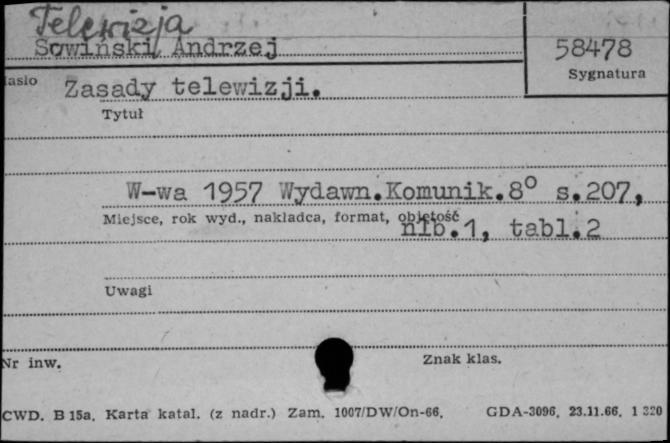 Telewizja
Sowiński Andrzej
58478
Sygnatura
Hasło
Zasady telewizji.
Tytuł
W-wa 1957 Wydawn.Komunik.8° s.207,
Miejsce, rok wyd., nakładca, format, objętość
nlb.1, tabl.2
Uwagi
Nr inw.
Znak klas.
CWD. B 15a. Karta katal. (z nadr.) Zam. 1007/DW/On-66. GDA-3096. 23.11.66. 1 320